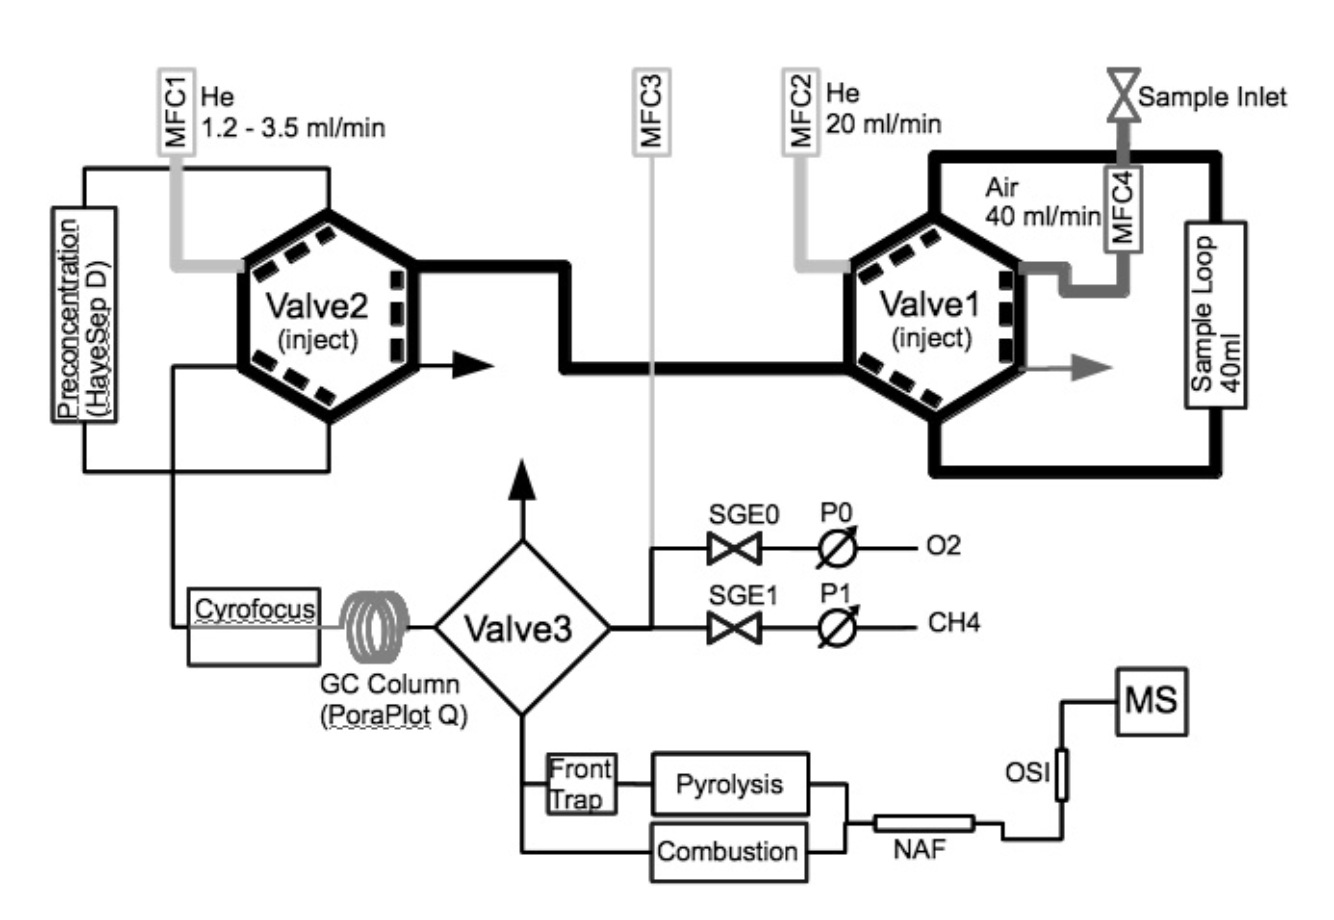 MFC1
He
1.2 - 3.5 ml/min
MFC3
MFC2
He
20 ml/min
Sample Inlet
Air
40 ml/min
MFC4
Preconcentration
(HayeSep D)
Valve2
(inject)
Valve1
(inject)
Sample Loop
40ml
SGE0
P0
O2
Cyrofocus
Valve3
SGE1
P1
CH4
GC Column
(PoraPlot Q)
MS
Front
Trap
Pyrolysis
OSI
Combustion
NAF